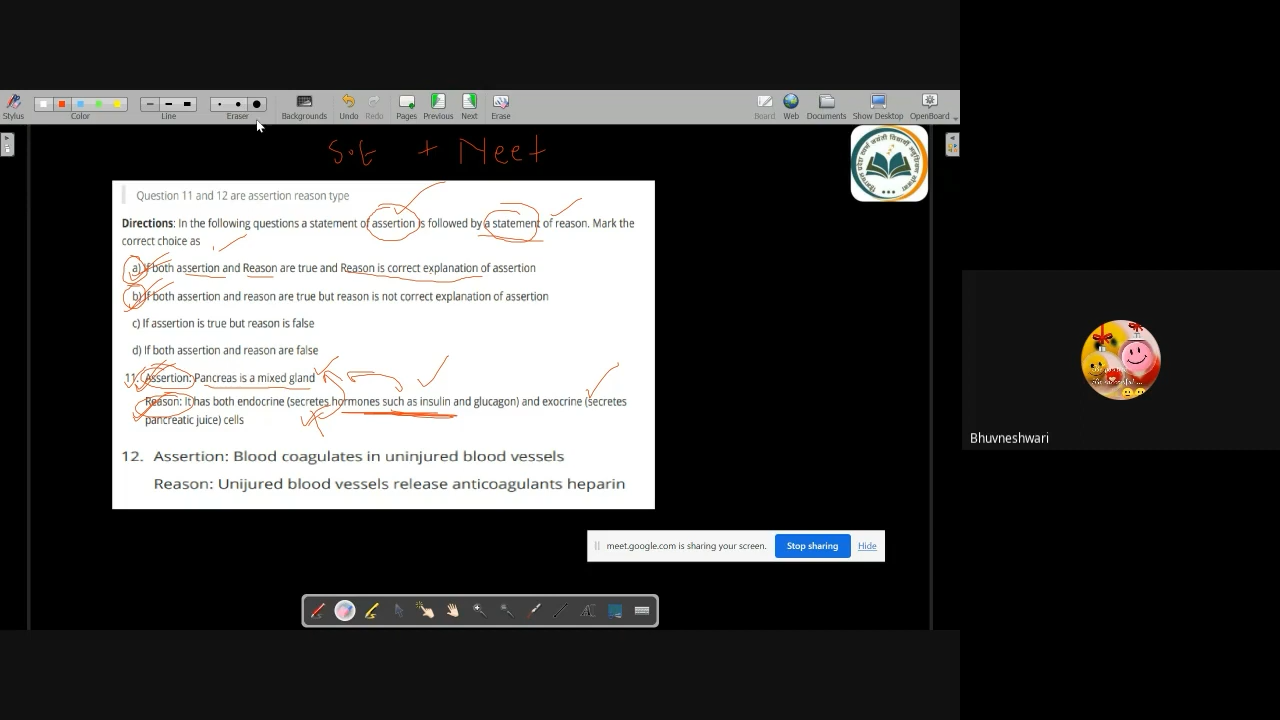 Stylus Color Line Eraser Backgrounds Undo Redo Pages Previous Next Erase Board Web Documents Show Desktop OpenBoard
S.E + Neet
Question 11 and 12 are assertion reason type
Directions: In the following questions a statement of assertion is followed by a statement of reason. Mark the
correct choice as
a) If both assertion and Reason are true and Reason is correct explanation of assertion
b) If both assertion and reason are true but reason is not correct explanation of assertion
c) If assertion is true but reason is false
d) If both assertion and reason are false
11. Assertion: Pancreas is a mixed gland
Reason: It has both endocrine (secretes hormones such as insulin and glucagon) and exocrine (secretes
pancreatic juice) cells
12. Assertion: Blood coagulates in uninjured blood vessels
Reason: Unijured blood vessels release anticoagulants heparin
meet.google.com is sharing your screen. Stop sharing Hide
Bhuvneshwari